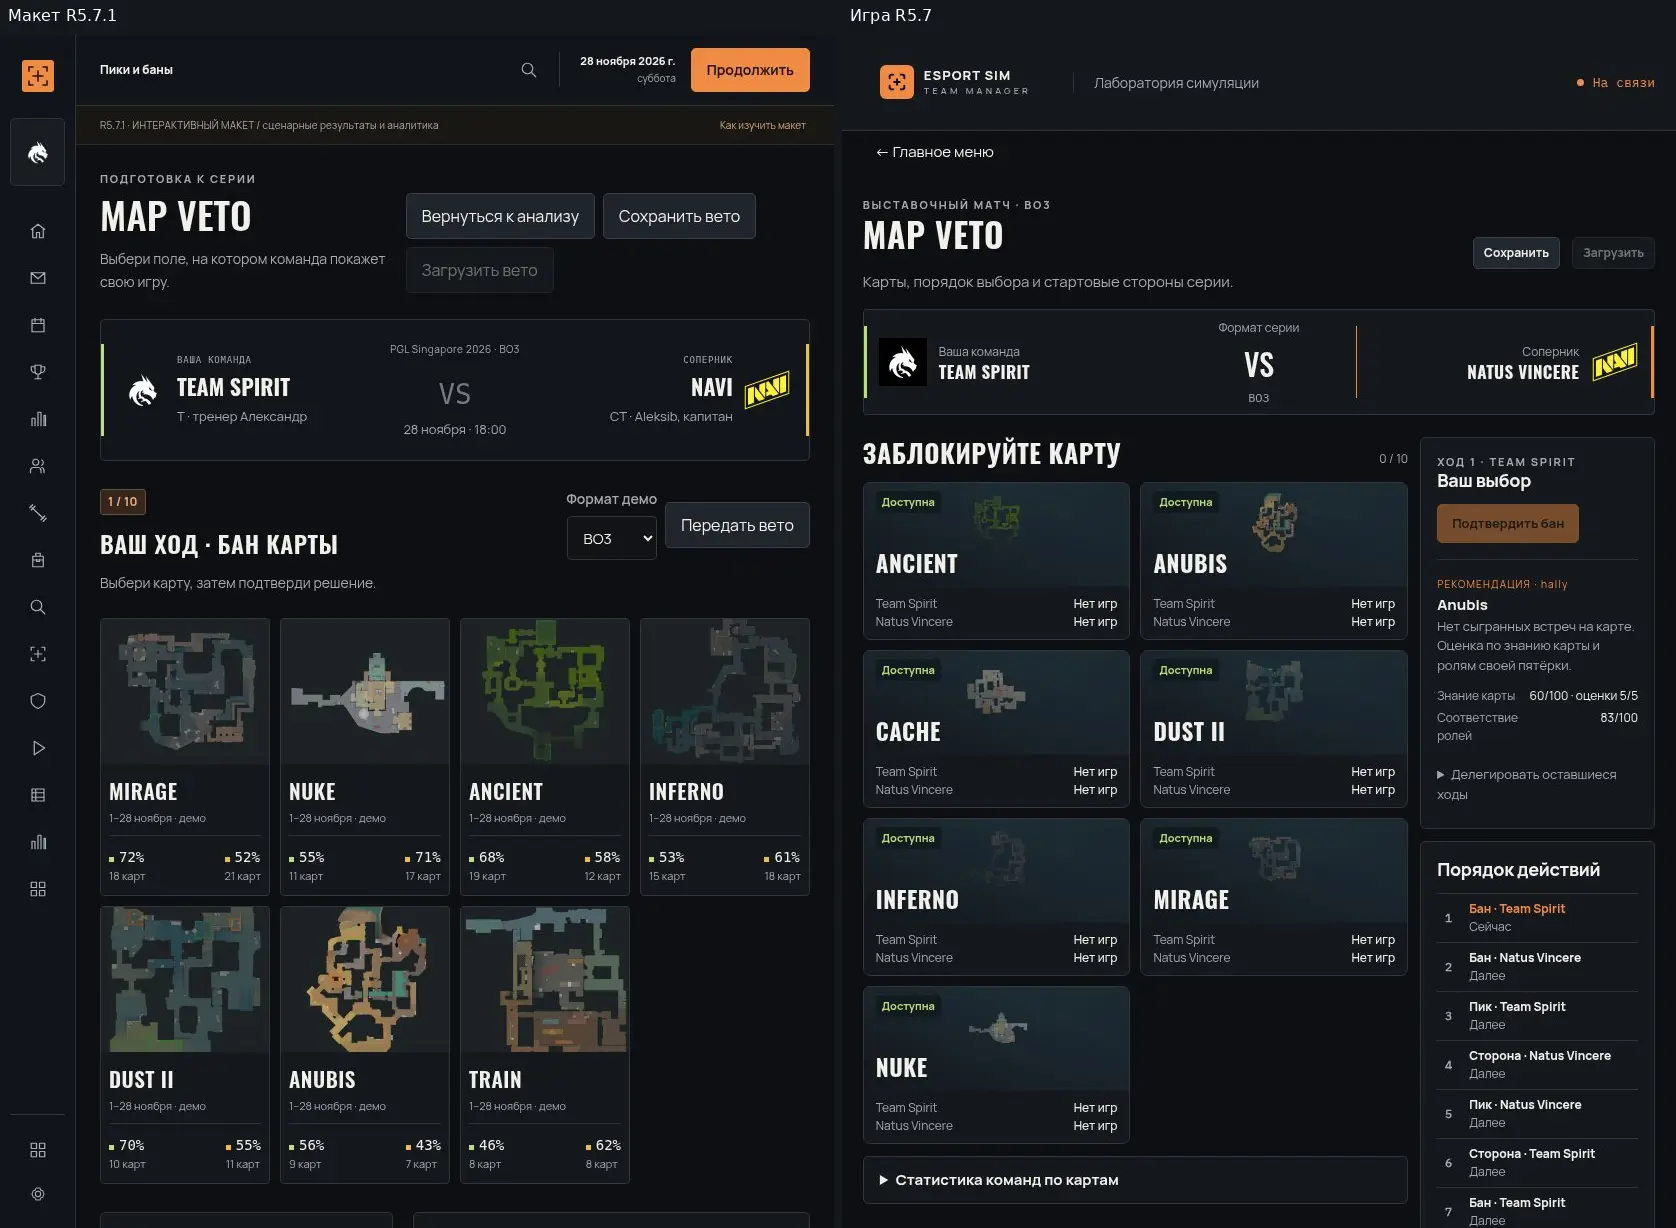 Макет R5.7.1
Пики и баны
28 ноября 2026 г.
суббота
Продолжить
R5.7.1 · ИНТЕРАКТИВНЫЙ МАКЕТ / сценарные результаты и аналитика
Как изучить макет
ПОДГОТОВКА К СЕРИИ
MAP VETO
Выбери поле, на котором команда покажет
свою игру.
Вернуться к анализу
Сохранить вето
Загрузить вето
ВАША КОМАНДА
TEAM SPIRIT
T · тренер Александр
PGL Singapore 2026 · BO3
VS
28 ноября · 18:00
СОПЕРНИК
NAVI
CT · Aleksib, капитан
NAVI
1 / 10
ВАШ ХОД · БАН КАРТЫ
Выбери карту, затем подтверди решение.
Формат демо
BO3
Передать вето
MIRAGE
1–28 ноября · демо
72% 52%
18 карт 21 карт
NUKE
1–28 ноября · демо
55% 71%
11 карт 17 карт
ANCIENT
1–28 ноября · демо
68% 58%
19 карт 12 карт
INFERNO
1–28 ноября · демо
53% 61%
15 карт 18 карт
DUST II
1–28 ноября · демо
70% 55%
10 карт 11 карт
ANUBIS
1–28 ноября · демо
56% 43%
9 карт 7 карт
TRAIN
1–28 ноября · демо
46% 62%
8 карт 8 карт
Игра R5.7
ESPORT SIM
TEAM MANAGER
Лаборатория симуляции
На связи
← Главное меню
ВЫСТАВОЧНЫЙ МАТЧ · BO3
MAP VETO
Карты, порядок выбора и стартовые стороны серии.
Сохранить
Загрузить
Ваша команда
TEAM SPIRIT
Формат серии
VS
BO3
Соперник
NATUS VINCERE
NAVI
ЗАБЛОКИРУЙТЕ КАРТУ
0 / 10
Доступна
ANCIENT
Team Spirit Нет игр
Natus Vincere Нет игр
Доступна
ANUBIS
Team Spirit Нет игр
Natus Vincere Нет игр
Доступна
CACHE
Team Spirit Нет игр
Natus Vincere Нет игр
Доступна
DUST II
Team Spirit Нет игр
Natus Vincere Нет игр
Доступна
INFERNO
Team Spirit Нет игр
Natus Vincere Нет игр
Доступна
MIRAGE
Team Spirit Нет игр
Natus Vincere Нет игр
Доступна
NUKE
Team Spirit Нет игр
Natus Vincere Нет игр
Статистика команд по картам
ХОД 1 · TEAM SPIRIT
Ваш выбор
Подтвердить бан
РЕКОМЕНДАЦИЯ · hally
Anubis
Нет сыгранных встреч на карте.
Оценка по знанию карты и
ролям своей пятёрки.
Знание карты 60/100 · оценки 5/5
Соответствие 83/100
ролей
Делегировать оставшиеся
ходы
Порядок действий
1 Бан · Team Spirit
Сейчас
2 Бан · Natus Vincere
Далее
3 Пик · Team Spirit
Далее
4 Сторона · Natus Vincere
Далее
5 Пик · Natus Vincere
Далее
6 Сторона · Team Spirit
Далее
7 Бан · Team Spirit
Далее